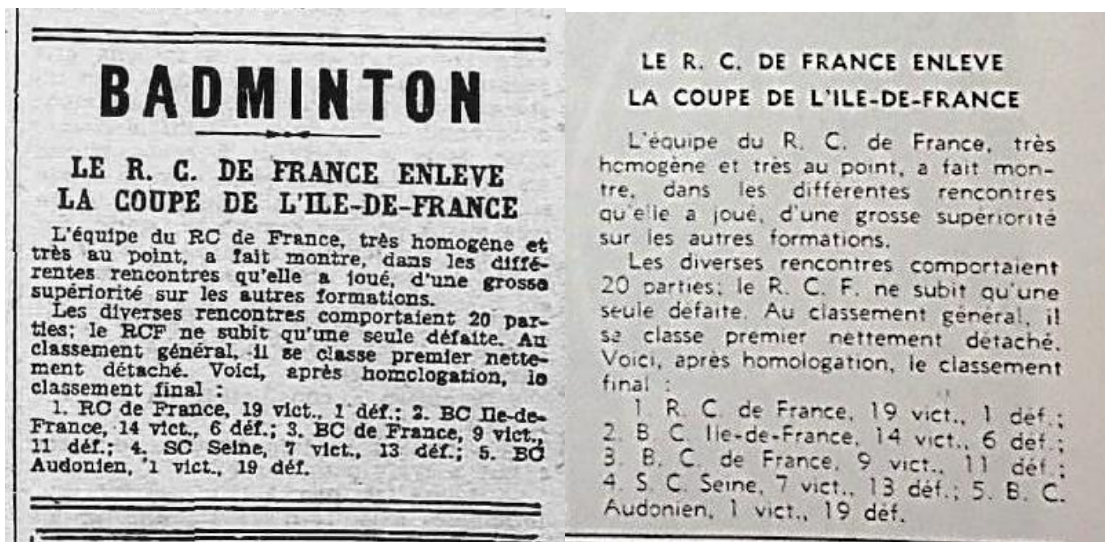 BADMINTON
LE R. C. DE FRANCE ENLEVE
LA COUPE DE L'ILE-DE-FRANCE
L'équipe du RC de France, très homogène et
très au point, a fait montre, dans les diffé-
rentes rencontres qu'elle a joué, d'une grosse
supériorité sur les autres formations.
Les diverses rencontres comportaient 20 par-
ties; le RCF ne subit qu'une seule défaite. Au
classement général, il se classe premier nette-
ment détaché. Voici, après homologation, le
classement final :
1. RC de France, 19 vict., 1 déf.; 2. BC Ile-de-
France, 14 vict., 6 déf.; 3. BC de France, 9 vict.,
11 déf.; 4. SC Seine, 7 vict., 13 déf.; 5. BC
Audonien, 1 vict., 19 déf.
LE R. C. DE FRANCE ENLEVE
LA COUPE DE L'ILE-DE-FRANCE
L'équipe du R. C. de France, très
homogène et très au point, a fait mon-
tre, dans les différentes rencontres
qu'elle a joué, d'une grosse supériorité
sur les autres formations.
Les diverses rencontres comportaient
20 parties; le R. C. F. ne subit qu'une
seule défaite. Au classement général, il
se classe premier nettement détaché.
Voici, après homologation, le classement
final :
1. R. C. de France, 19 vict., 1 déf.;
2. B. C. Ile-de-France, 14 vict., 6 déf.;
3. B. C. de France, 9 vict., 11 déf.;
4. S. C. Seine, 7 vict., 13 déf.; 5. B. C.
Audonien, 1 vict., 19 déf.